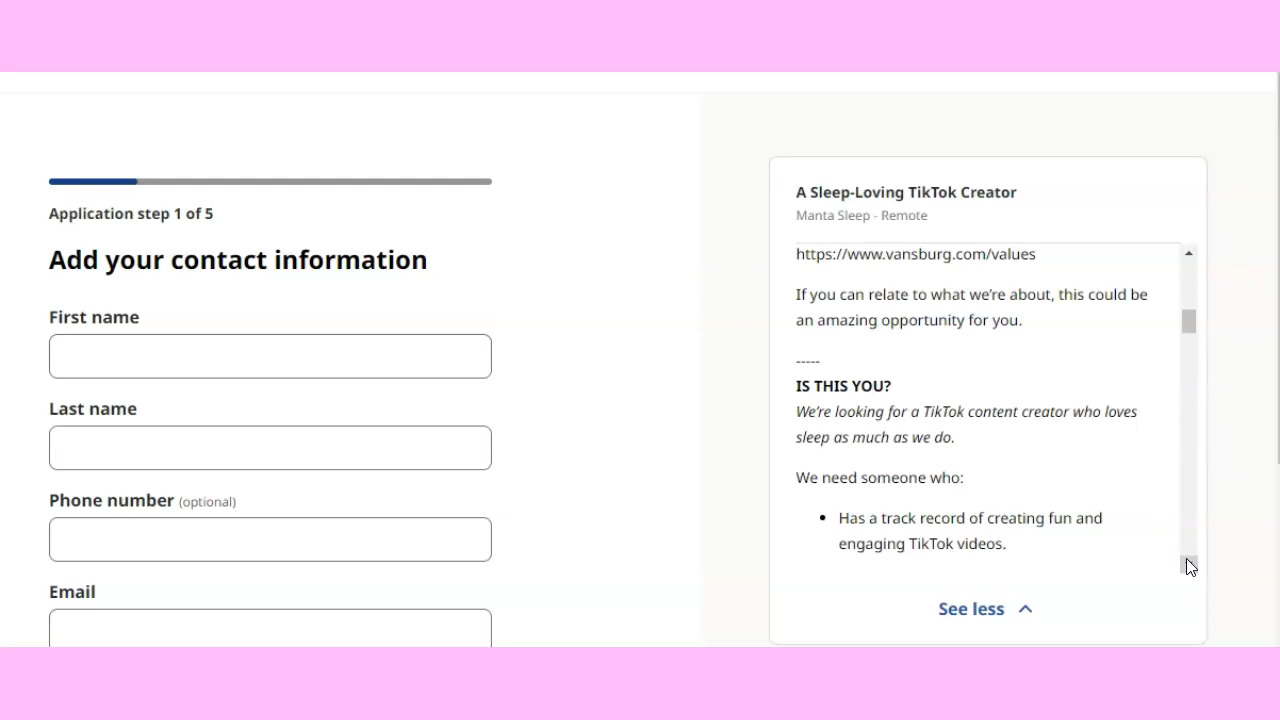 Application step 1 of 5
Add your contact information
First name
Last name
Phone number (optional)
Email
A Sleep-Loving TikTok Creator
Manta Sleep - Remote
https://www.vansburg.com/values
If you can relate to what we're about, this could be
an amazing opportunity for you.
-----
IS THIS YOU?
We're looking for a TikTok content creator who loves
sleep as much as we do.
We need someone who:
• Has a track record of creating fun and
engaging TikTok videos.
See less